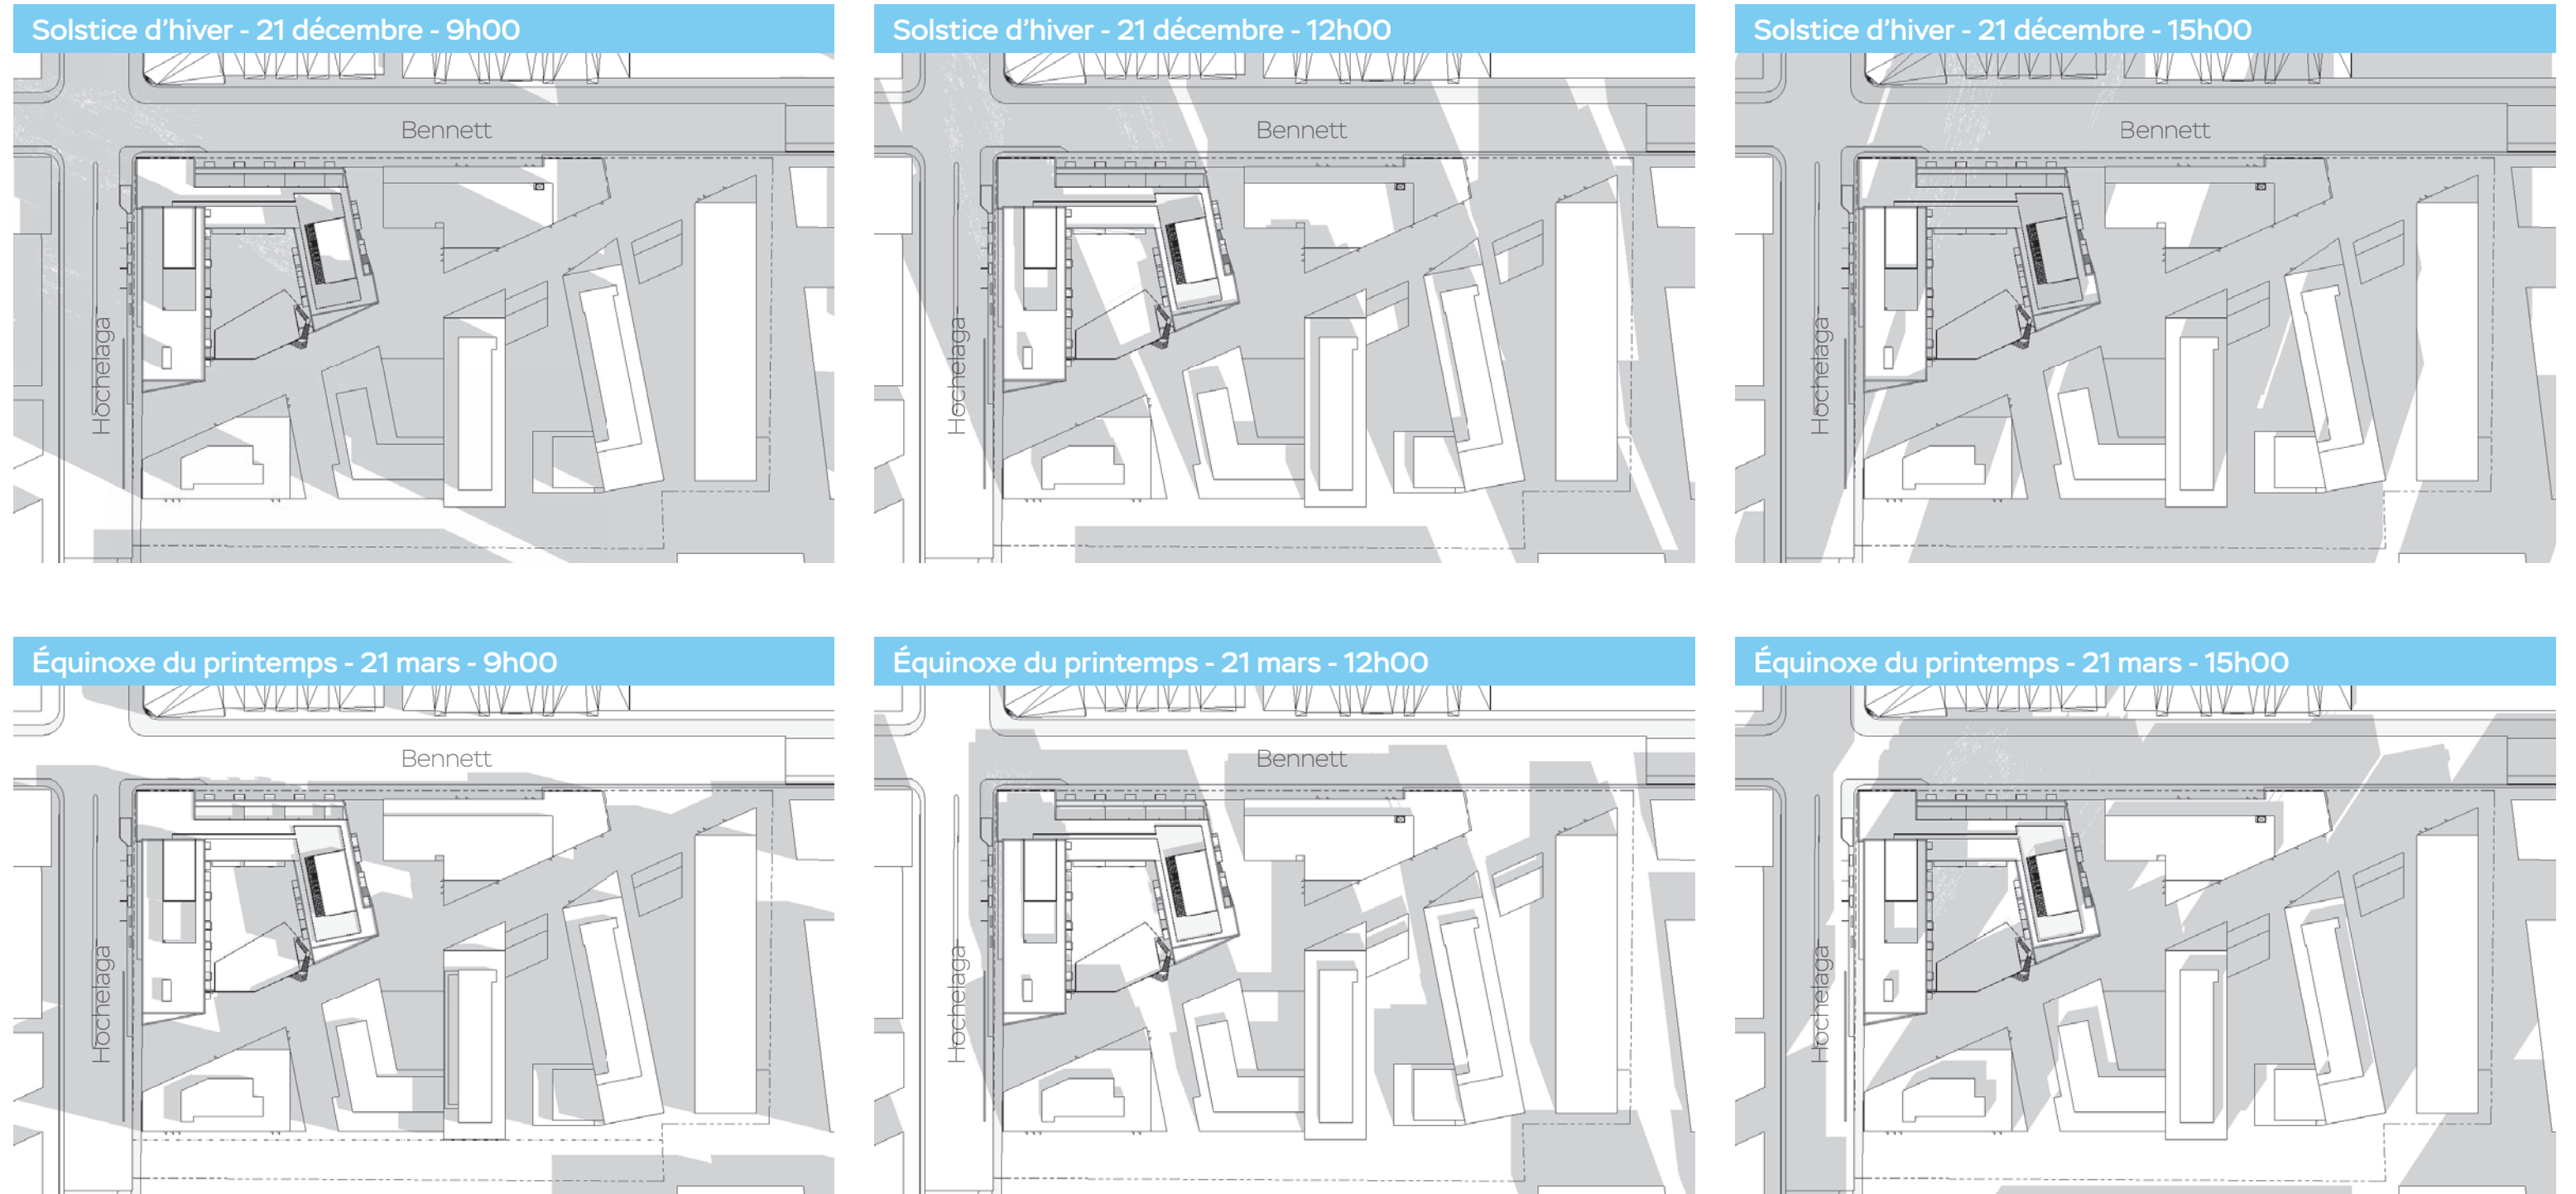 Solstice d’hiver - 21 décembre - 9h00
Bennett
Hochelaga
Solstice d’hiver - 21 décembre - 12h00
Bennett
Hochelaga
Solstice d’hiver - 21 décembre - 15h00
Bennett
Hochelaga
Équinoxe du printemps - 21 mars - 9h00
Bennett
Hochelaga
Équinoxe du printemps - 21 mars - 12h00
Bennett
Hochelaga
Équinoxe du printemps - 21 mars - 15h00
Hochelaga